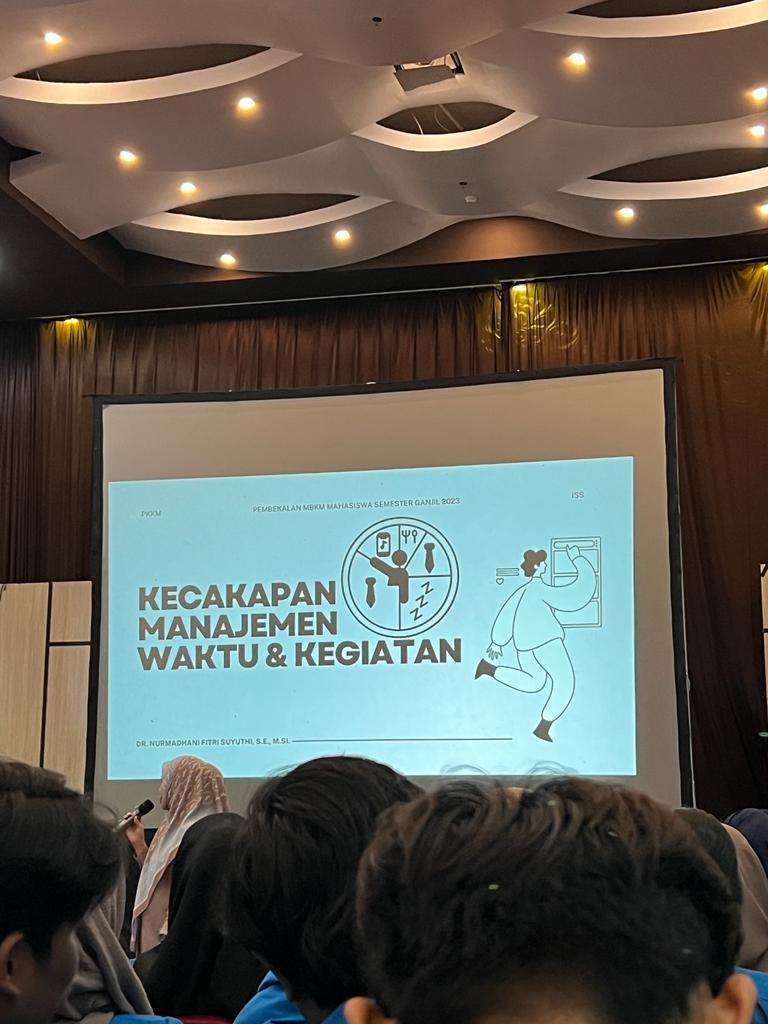 PKKM
PEMBEKALAN MBKM MAHASISWA SEMESTER GANJIL 2023
ISS
KECAKAPAN
MANAJEMEN
WAKTU & KEGIATAN
DR. NURMADHANI FITRI SUYUTHI, S.E., M.SI.